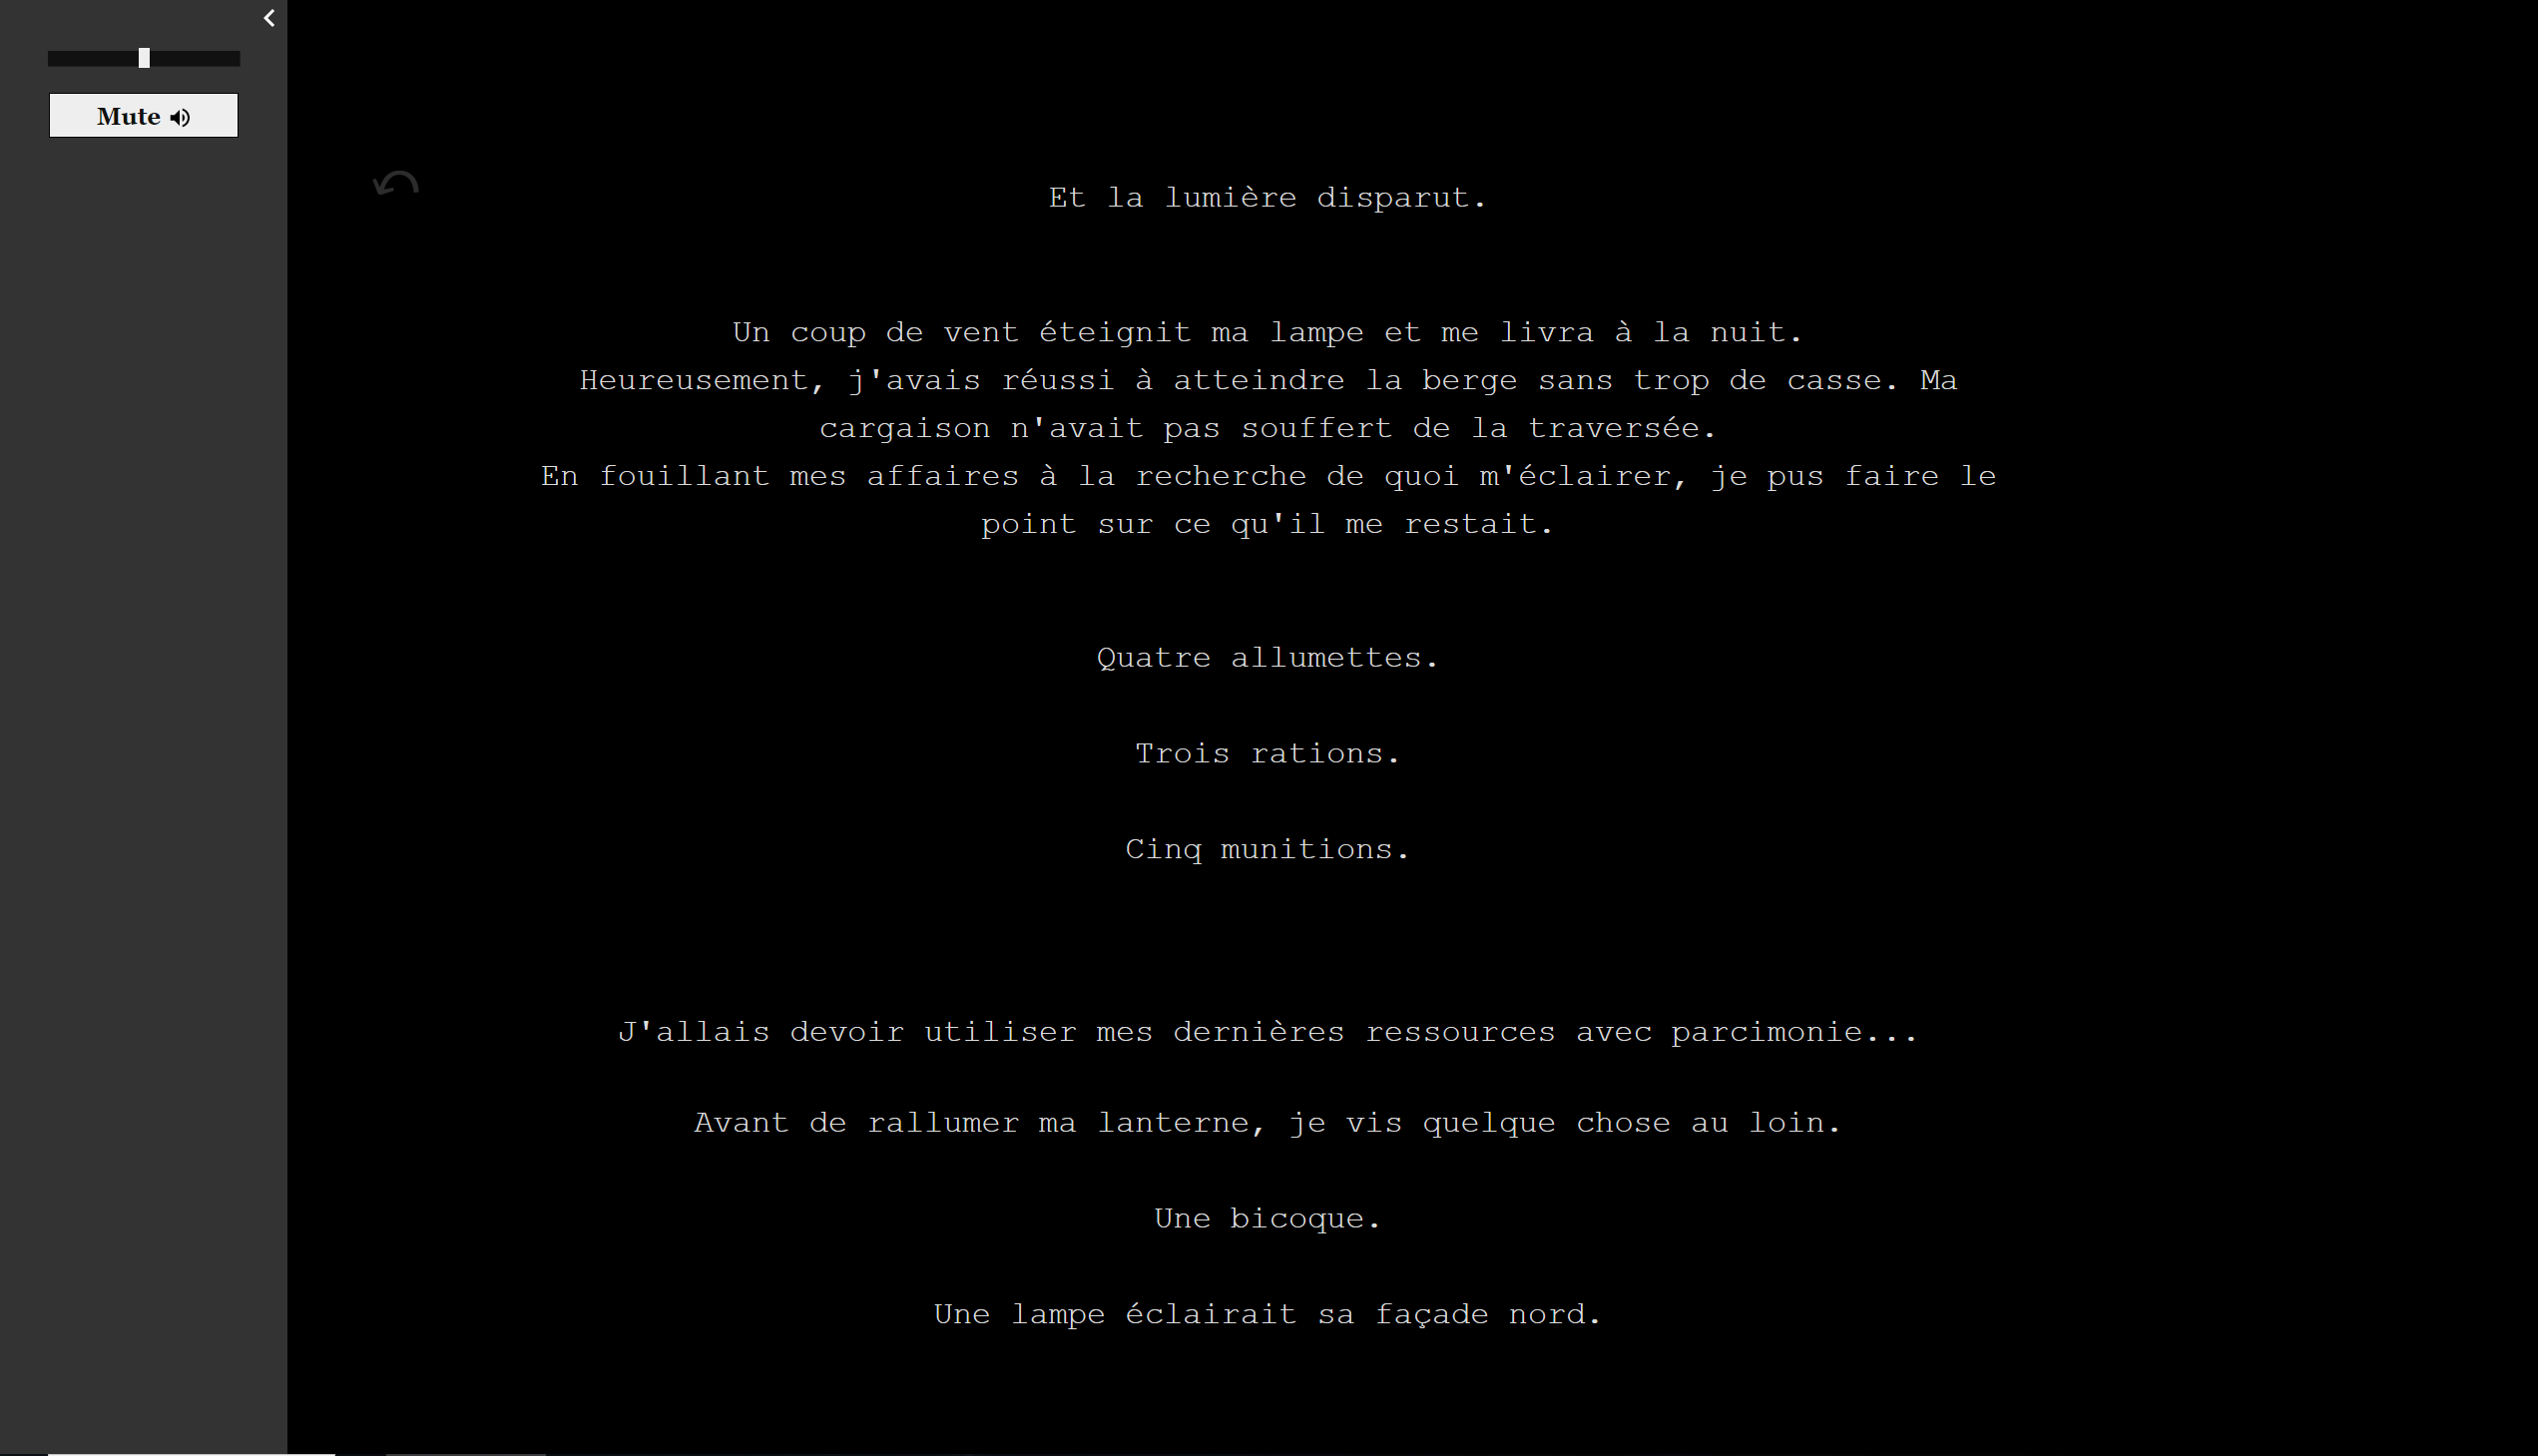 Mute
Et la lumière disparut.
Un coup de vent éteignit ma lampe et me livra à la nuit.
Heureusement, j'avais réussi à atteindre la berge sans trop de casse. Ma
cargaison n'avait pas souffert de la traversée.
En fouillant mes affaires à la recherche de quoi m'éclairer, je pus faire le
point sur ce qu'il me restait.
Quatre allumettes.
Trois rations.
Cinq munitions.
J'allais devoir utiliser mes dernières ressources avec parcimonie...
Avant de rallumer ma lanterne, je vis quelque chose au loin.
Une bicoque.
Une lampe éclairait sa façade nord.